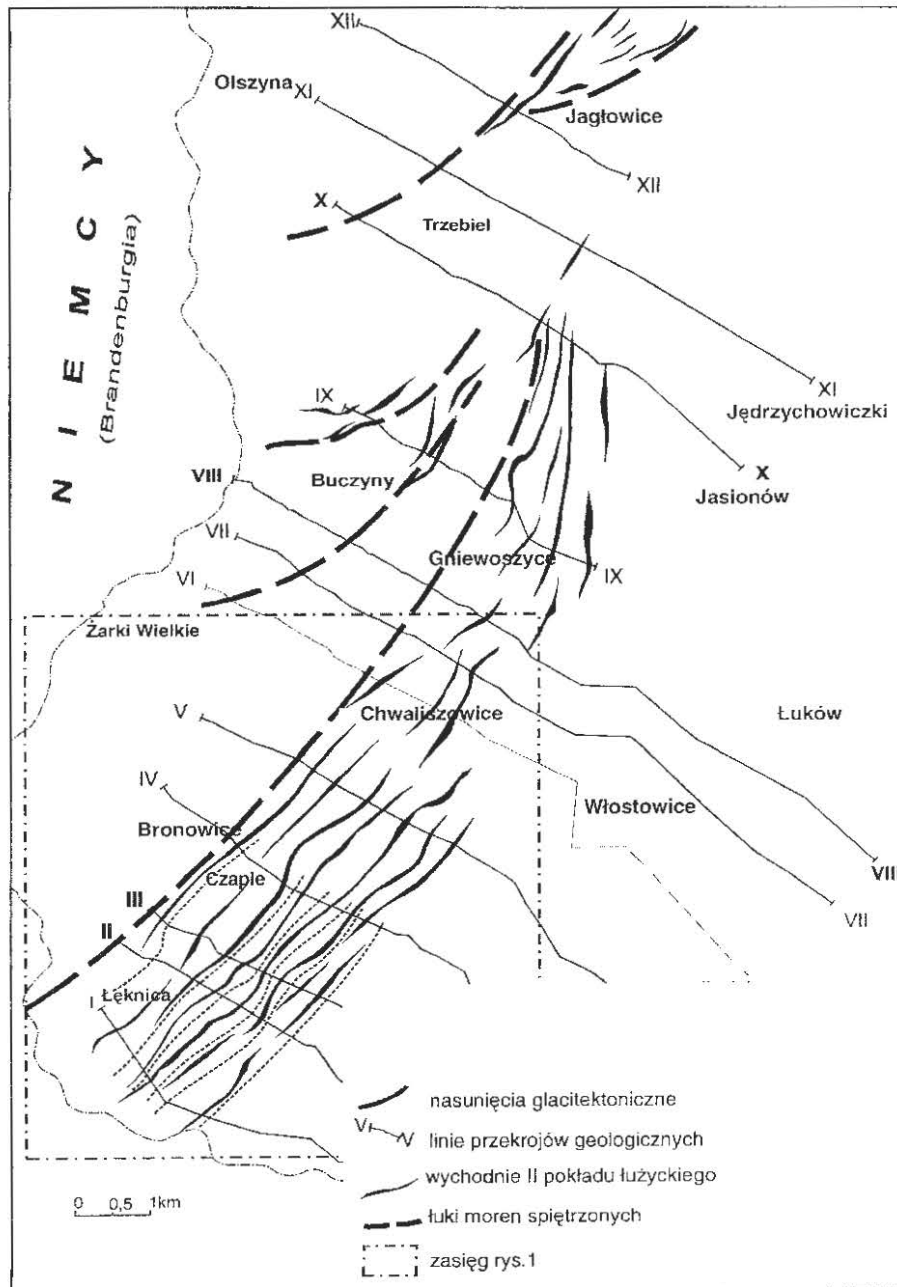 XII
Olszyna
XI
Jagłowice
XII
X
Trzebiel
NIEMCY
(Brandenburgia)
XI
Jędrzychowiczki
IX
X
Jasionów
Buczyny
VIII
VII
Gniewoszyce
IX
VI
Żarki Wielkie
Chwaliszowice
Łuków
V
IV
Włostowice
Bronowice
Czaple
VIII
III
VII
II
Łęknica
I
nasunięcia glacitektoniczne
V V linie przekrojów geologicznych
wychodnie II pokładu łużyckiego
łuki moren spiętrzonych
zasięg rys.1
0 0,5 1km